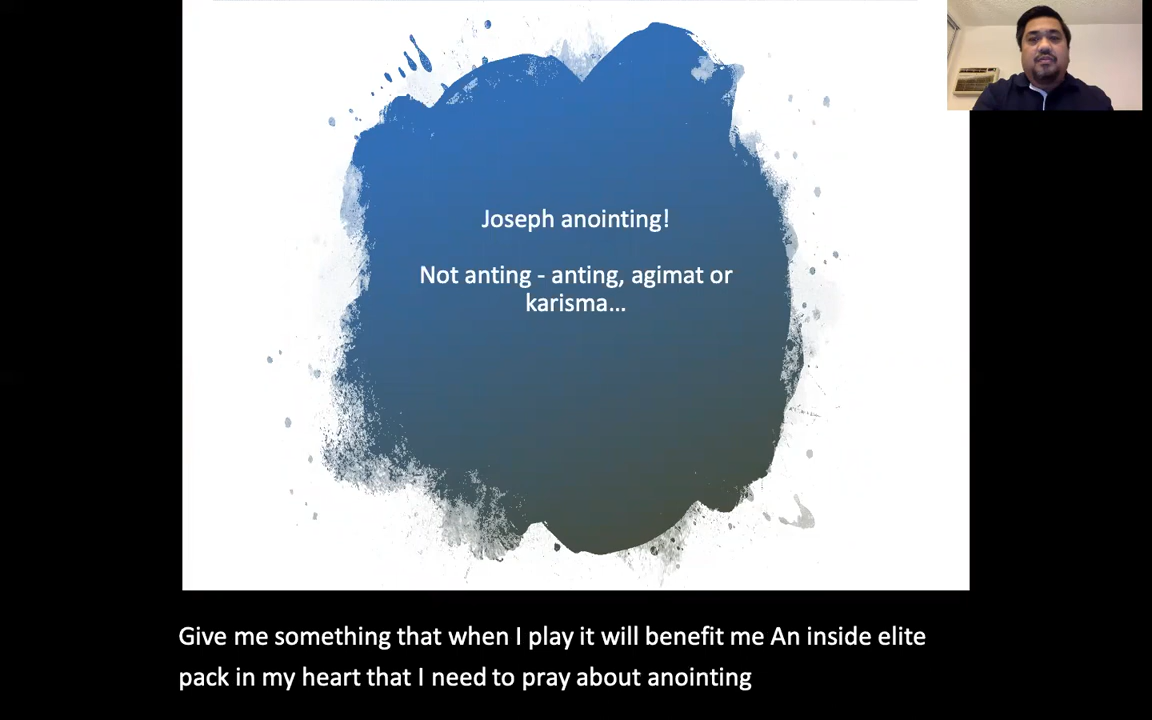 Joseph anointing!
Not anting - anting, agimat or
karisma...
Give me something that when I play it will benefit me An inside elite
pack in my heart that I need to pray about anointing